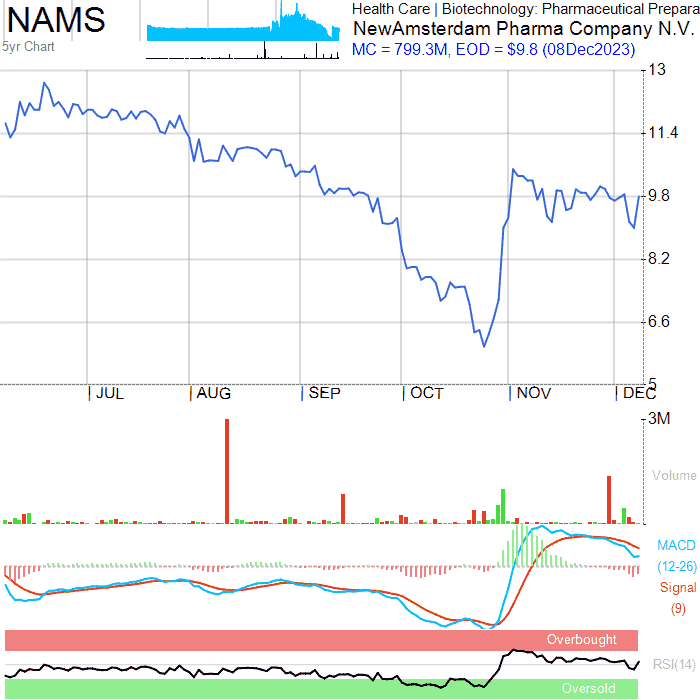 NAMS
5yr Chart
Health Care | Biotechnology: Pharmaceutical Prepara
NewAmsterdam Pharma Company N.V.
MC = 799.3M, EOD = $9.8 (08Dec2023)
13
11.4
9.8
8.2
6.6
5
JUL
AUG
SEP
OCT
NOV
DEC
3M
Volume
MACD
(12-26)
Signal
(9)
Overbought
RSI(14)
Oversold